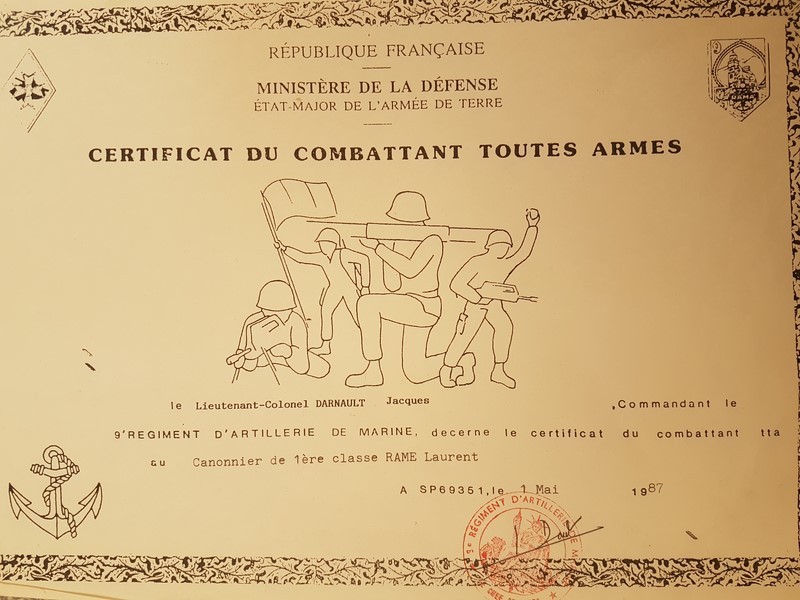 RÉPUBLIQUE FRANÇAISE
MINISTÈRE DE LA DÉFENSE
ÉTAT-MAJOR DE L'ARMÉE DE TERRE
CERTIFICAT DU COMBATTANT TOUTES ARMES
le Lieutenant-Colonel DARNAULT Jacques ,Commandant le
9'REGIMENT D'ARTILLERIE DE MARINE, decerne le certificat du combattant tta
au Canonnier de 1ère classe RAME Laurent
A SP69351,le 1 Mai 1987
RÉGIMENT D'ARTILLERIE